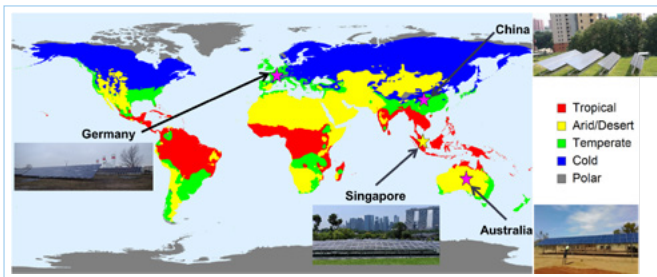 China
Germany
Singapore
Australia
Tropical
Arid/Desert
Temperate
Cold
Polar